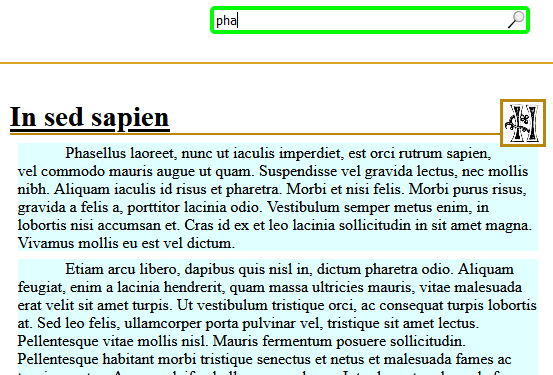 pha
In sed sapien
H
Phasellus laoreet, nunc ut iaculis imperdiet, est orci rutrum sapien,
vel commodo mauris augue ut quam. Suspendisse vel gravida lectus, nec mollis
nibh. Aliquam iaculis id risus et pharetra. Morbi et nisi felis. Morbi purus risus,
gravida a felis a, porttitor lacinia odio. Vestibulum semper metus enim, in
lobortis nisi accumsan et. Cras id ex et leo lacinia sollicitudin in sit amet magna.
Vivamus mollis eu est vel dictum.
Etiam arcu libero, dapibus quis nisl in, dictum pharetra odio. Aliquam
feugiat, enim a lacinia hendrerit, quam massa ultricies mauris, vitae malesuada
erat velit sit amet turpis. Ut vestibulum tristique orci, ac consequat turpis lobortis
at. Sed leo felis, ullamcorper porta pulvinar vel, tristique sit amet lectus.
Pellentesque vitae mollis nisl. Mauris fermentum posuere sollicitudin.
Pellentesque habitant morbi tristique senectus et netus et malesuada fames ac